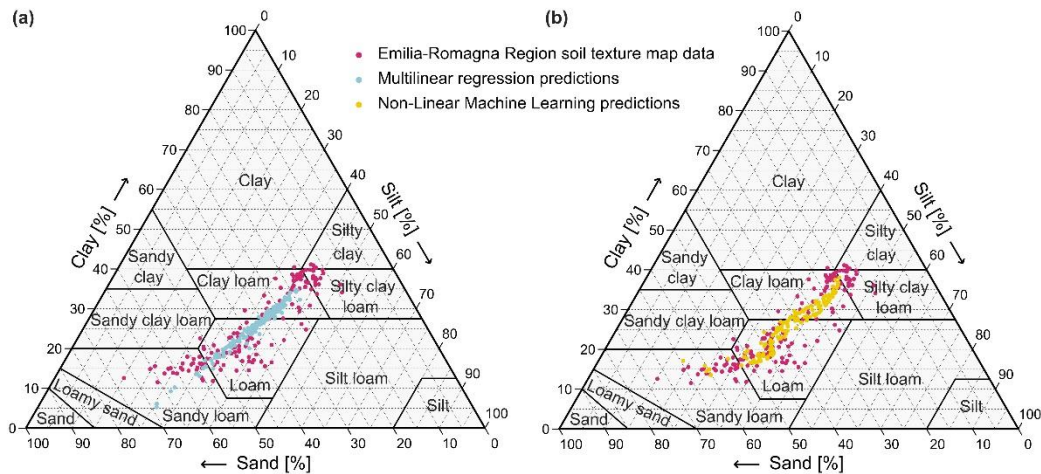 (a)
(b)
Emilia-Romagna Region soil texture map data
Multilinear regression predictions
Non-Linear Machine Learning predictions
0
100
10
90
20
80
30
70
40
60
50
50
60
40
70
30
80
20
90
10
100
0
Clay [%] →
Silt [%] →
Clay
Silty
clay
Sandy
clay
Clay loam
Silty clay
loam
Sandy clay loam
Loam
Silt loam
Loamy sand
Sand
Sandy loam
Silt
100 90 80 70 60 50 40 30 20 10 0
← Sand [%]
0
100
10
90
20
80
30
70
40
60
50
50
60
40
70
30
80
20
90
10
100
0
Clay [%] →
Silt [%] →
Clay
Silty
clay
Sandy
clay
Clay loam
Silty clay
loam
Sandy clay loam
Loam
Silt loam
Loamy sand
Sand
Sandy loam
Silt
100 90 80 70 60 50 40 30 20 10 0
← Sand [%]